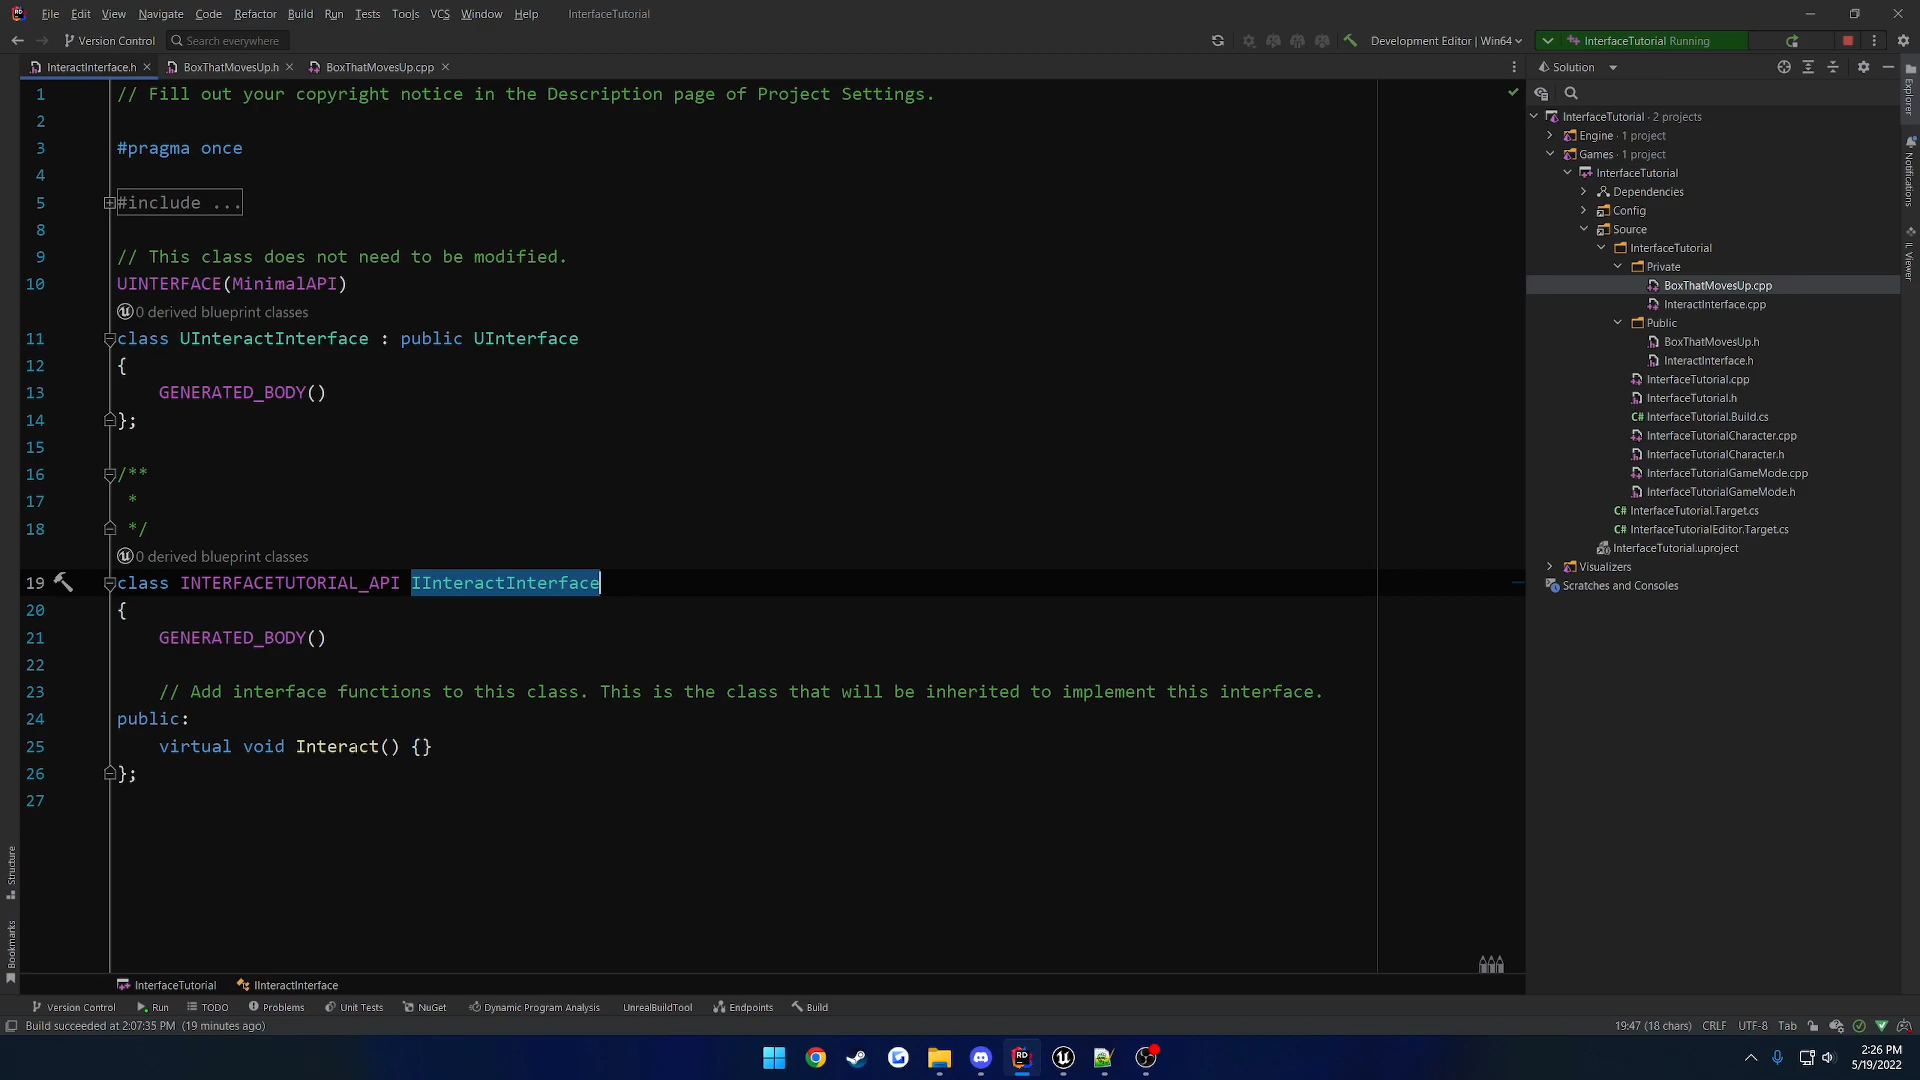 File Edit View Navigate Code Refactor Build Run Tests Tools VCS Window Help InterfaceTutorial
Version Control Search everywhere Development Editor | Win64 InterfaceTutorial Running
InteractInterface.h BoxThatMovesUp.h BoxThatMovesUp.cpp
1 // Fill out your copyright notice in the Description page of Project Settings.
2
3 #pragma once
4
5 #include ...
8
9 // This class does not need to be modified.
10 UINTERFACE(MinimalAPI)
0 derived blueprint classes
11 class UInteractInterface : public UInterface
12 {
13 GENERATED_BODY()
14 };
15
16 /**
17 *
18 */
0 derived blueprint classes
19 class INTERFACETUTORIAL_API IInteractInterface
20 {
21 GENERATED_BODY()
22
23 // Add interface functions to this class. This is the class that will be inherited to implement this interface.
24 public:
25 virtual void Interact() {}
26 };
27
Solution
InterfaceTutorial · 2 projects
Engine · 1 project
Games · 1 project
InterfaceTutorial
Dependencies
Config
Source
InterfaceTutorial
Private
BoxThatMovesUp.cpp
InteractInterface.cpp
Public
BoxThatMovesUp.h
InteractInterface.h
InterfaceTutorial.cpp
InterfaceTutorial.h
C# InterfaceTutorial.Build.cs
InterfaceTutorialCharacter.cpp
InterfaceTutorialCharacter.h
InterfaceTutorialGameMode.cpp
InterfaceTutorialGameMode.h
C# InterfaceTutorial.Target.cs
C# InterfaceTutorialEditor.Target.cs
InterfaceTutorial.uproject
Visualizers
Scratches and Consoles
Explorer
Notifications
IL Viewer
Structure
Bookmarks
InterfaceTutorial IInteractInterface
Version Control Run TODO Problems Unit Tests NuGet Dynamic Program Analysis UnrealBuildTool Endpoints Build
Build succeeded at 2:07:35 PM (19 minutes ago) 19:47 (18 chars) CRLF UTF-8 Tab
2:26 PM
5/19/2022